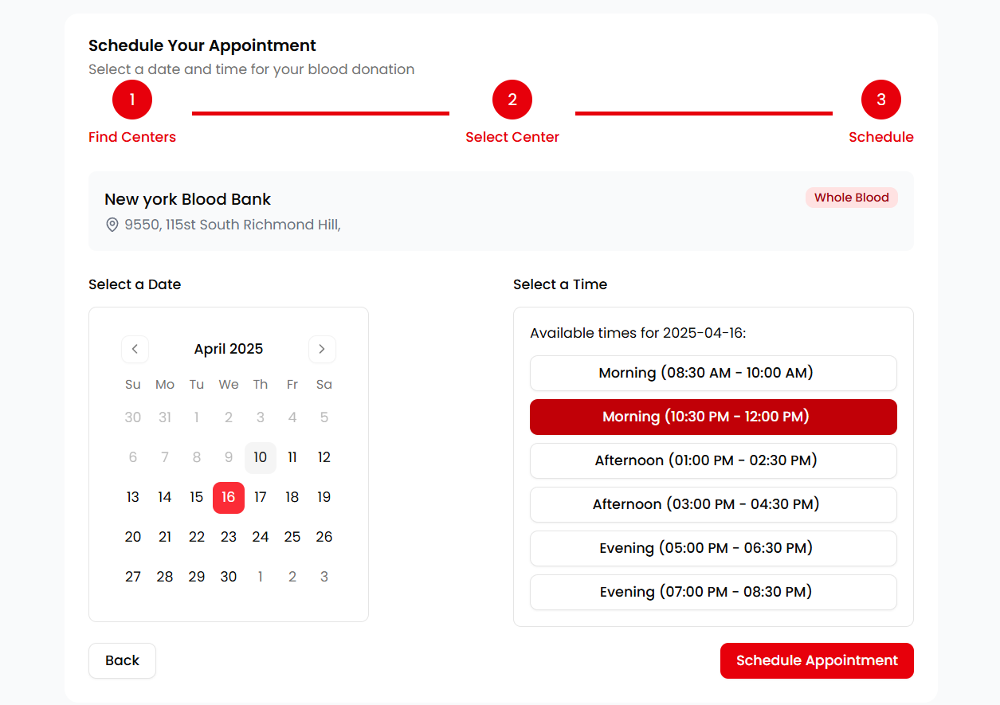 Schedule Your Appointment
Select a date and time for your blood donation
1 2 3
Find Centers Select Center Schedule
New york Blood Bank Whole Blood
9550, 115st South Richmond Hill,
Select a Date
April 2025
Su Mo Tu We Th Fr Sa
30 31 1 2 3 4 5
6 7 8 9 10 11 12
13 14 15 16 17 18 19
20 21 22 23 24 25 26
27 28 29 30 1 2 3
Select a Time
Available times for 2025-04-16:
Morning (08:30 AM - 10:00 AM)
Morning (10:30 PM - 12:00 PM)
Afternoon (01:00 PM - 02:30 PM)
Afternoon (03:00 PM - 04:30 PM)
Evening (05:00 PM - 06:30 PM)
Evening (07:00 PM - 08:30 PM)
Back Schedule Appointment